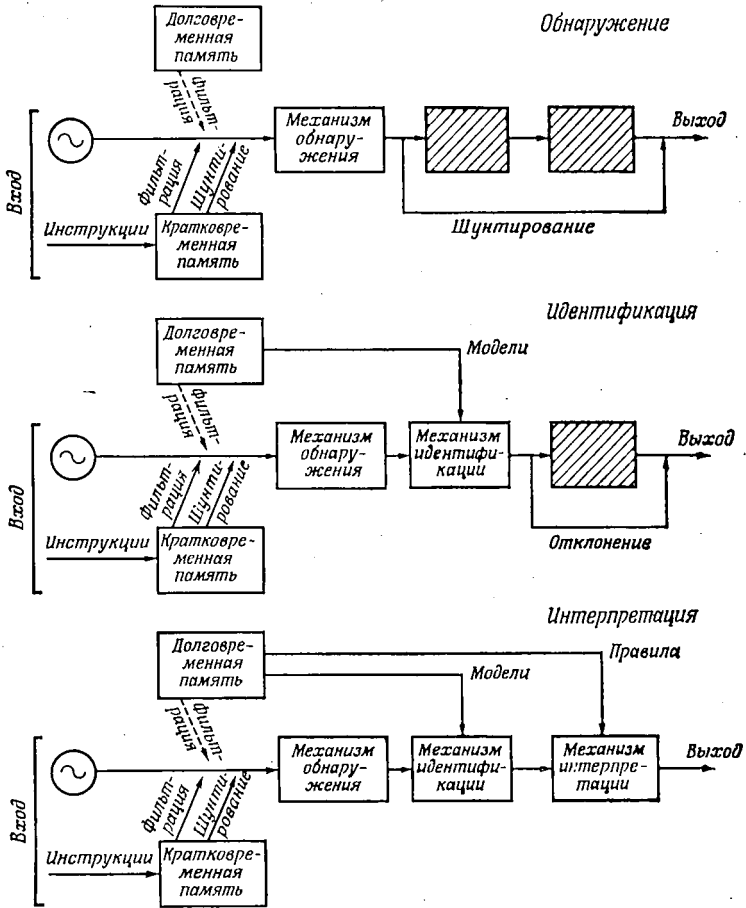 Обнаружение
Долговре-
менная
память
Фильт-
рация
Вход
Механизм
обнару-
жения
Выход
Фильт-
рация
Шунти-
рование
Шунтирование
Инструкции
Кратковре-
менная
память
Идентификация
Долговре-
менная
память
Модели
Фильт-
рация
Вход
Механизм
обнару-
жения
Механизм
идентифи-
кации
Выход
Фильт-
рация
Шунти-
рование
Отклонение
Инструкции
Кратковре-
менная
память
Интерпретация
Долговре-
менная
память
Правила
Модели
Фильт-
рация
Вход
Механизм
обнару-
жения
Механизм
идентифи-
кации
Механизм
интерпре-
тации
Выход
Фильт-
рация
Шунти-
рование
Инструкции
Кратковре-
менная
память